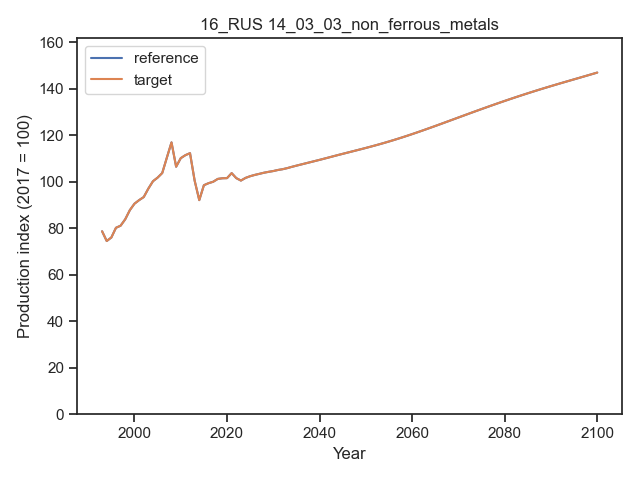 16_RUS 14_03_03_non_ferrous_metals
reference
target
Production index (2017 = 100)
160
140
120
100
80
60
40
20
0
2000 2020 2040 2060 2080 2100
Year